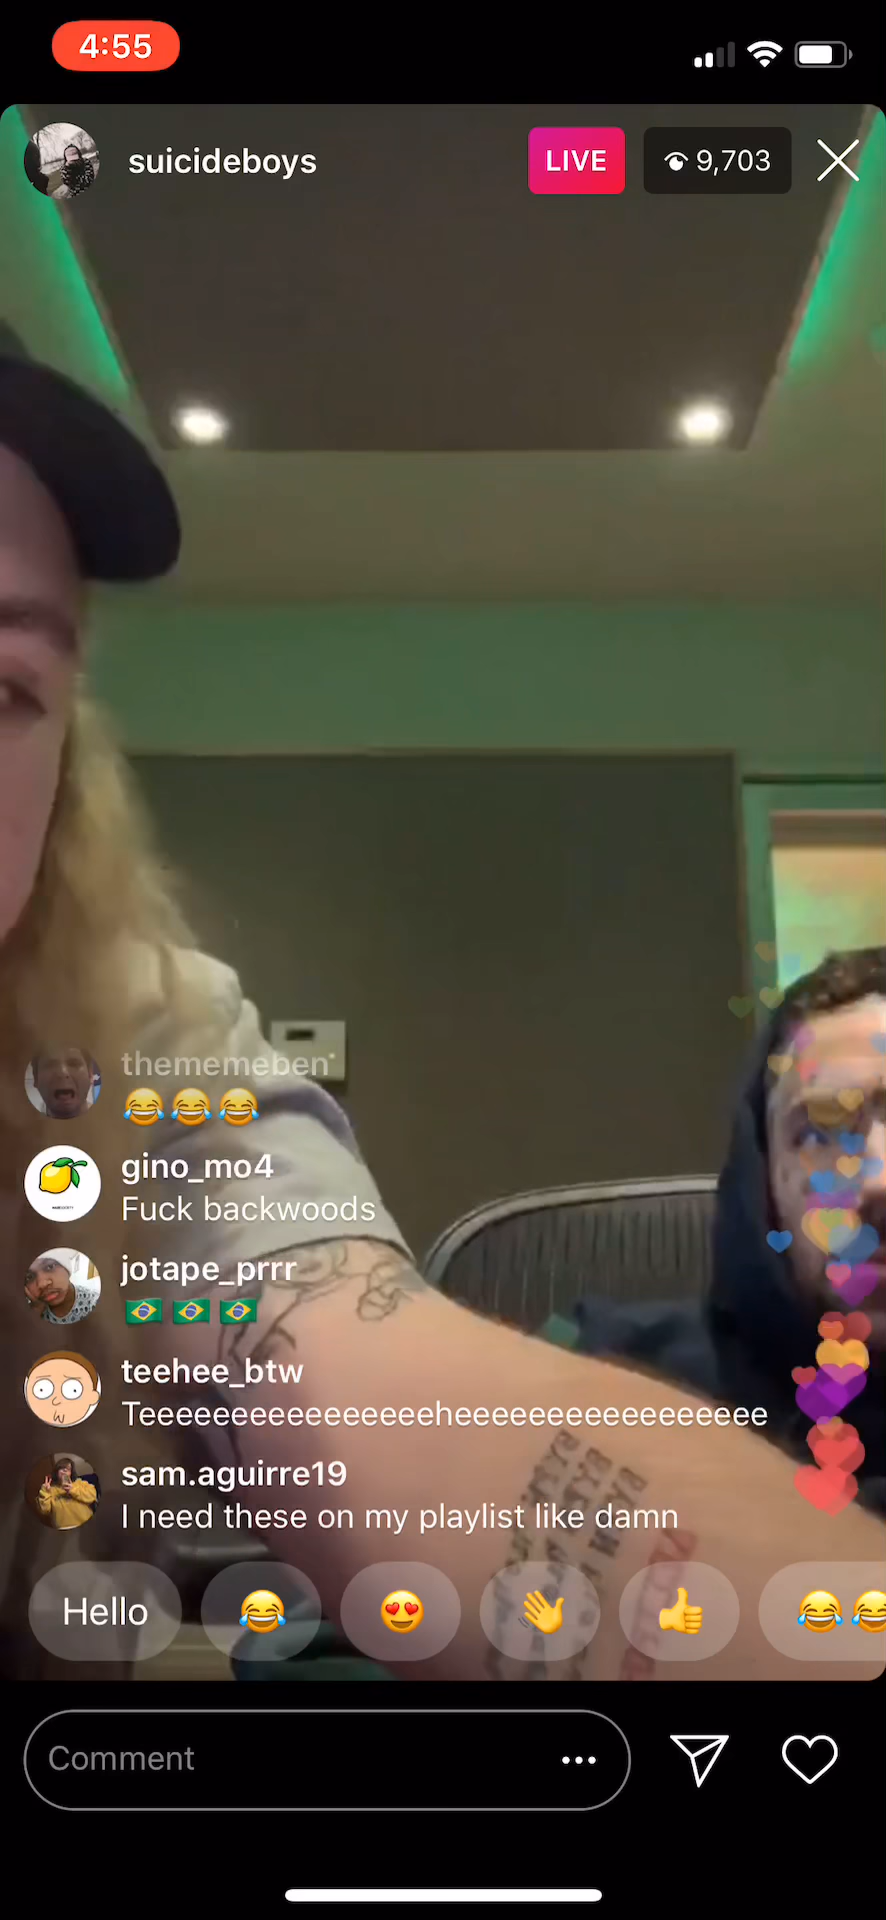 4:55
suicideboys
LIVE
9,703
thememeben
😂😂😂
gino_mo4
Fuck backwoods
jotape_prrr
🇧🇷🇧🇷🇧🇷
teehee_btw
Teeeeeeeeeeeeeeeeheeeeeeeeeeeeeeeee
sam.aguirre19
I need these on my playlist like damn
Hello 😂 😍 👋 👍 😂😂
Comment